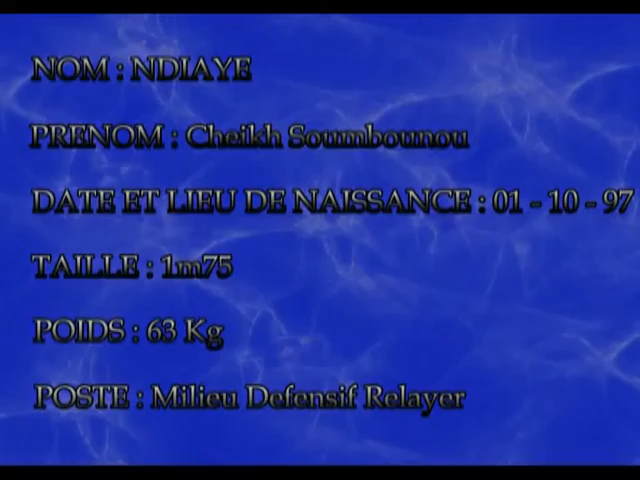 NOM : NDIAYE
PRENOM : Cheikh Soumbounou
DATE ET LIEU DE NAISSANCE : 01 - 10 - 97
TAILLE : 1m75
POIDS : 63 Kg
POSTE : Milieu Defensif Relayer